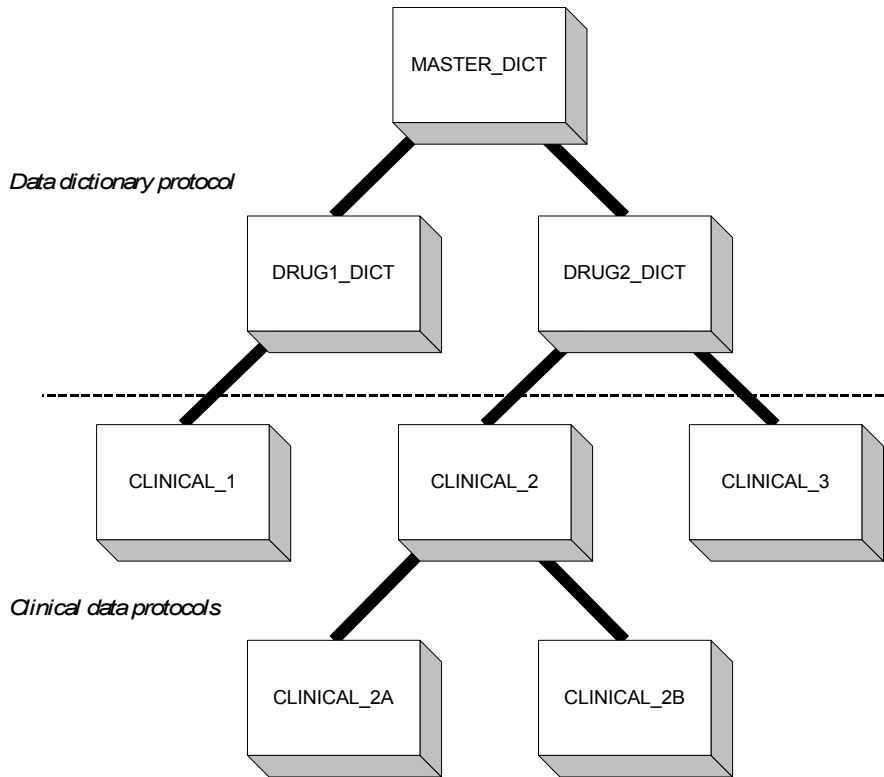 MASTER_DICT
Data dictionary protocol
DRUG1_DICT
DRUG2_DICT
CLINICAL_1
CLINICAL_2
CLINICAL_3
Clinical data protocols
CLINICAL_2A
CLINICAL_2B